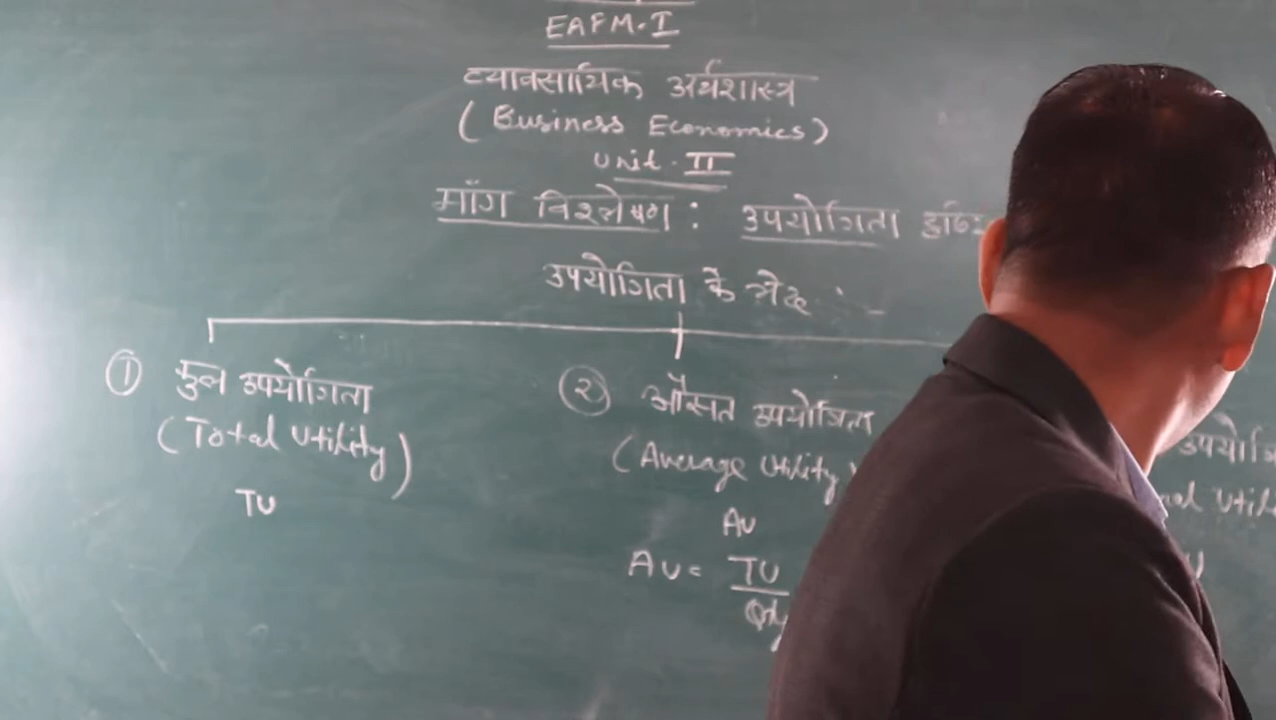 EAFM-I
व्यावसायिक अर्थशास्त्र
(Business Economics)
Unit-II
माँग विश्लेषण : उपयोगिता
उपयोगिता के भेद :-
① कुल उपयोगिता
(Total Utility)
TU
② औसत उपयोगिता
(Average Utility
AU
AU = TU
Qty